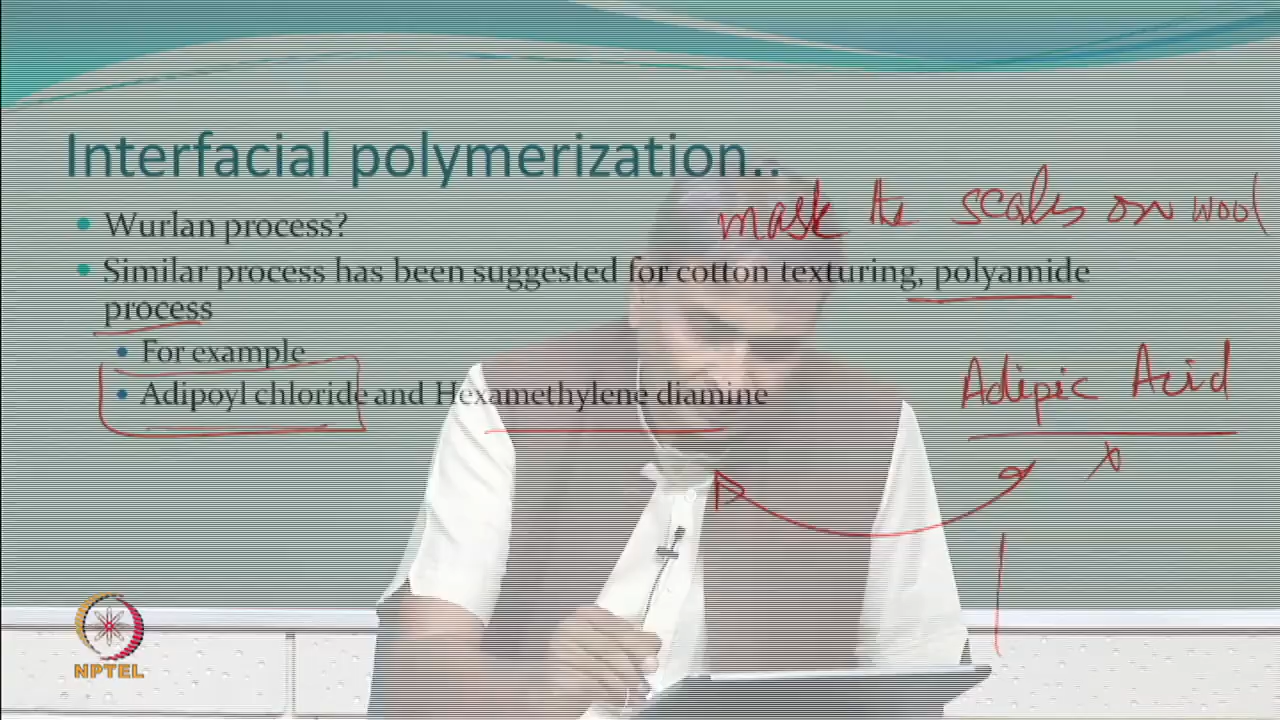 Interfacial polymerization..
mask the scales on wool
Wurlan process?
Similar process has been suggested for cotton texturing, polyamide
process
For example
Adipoyl chloride and Hexamethylene diamine
Adipic Acid
x
NPTEL